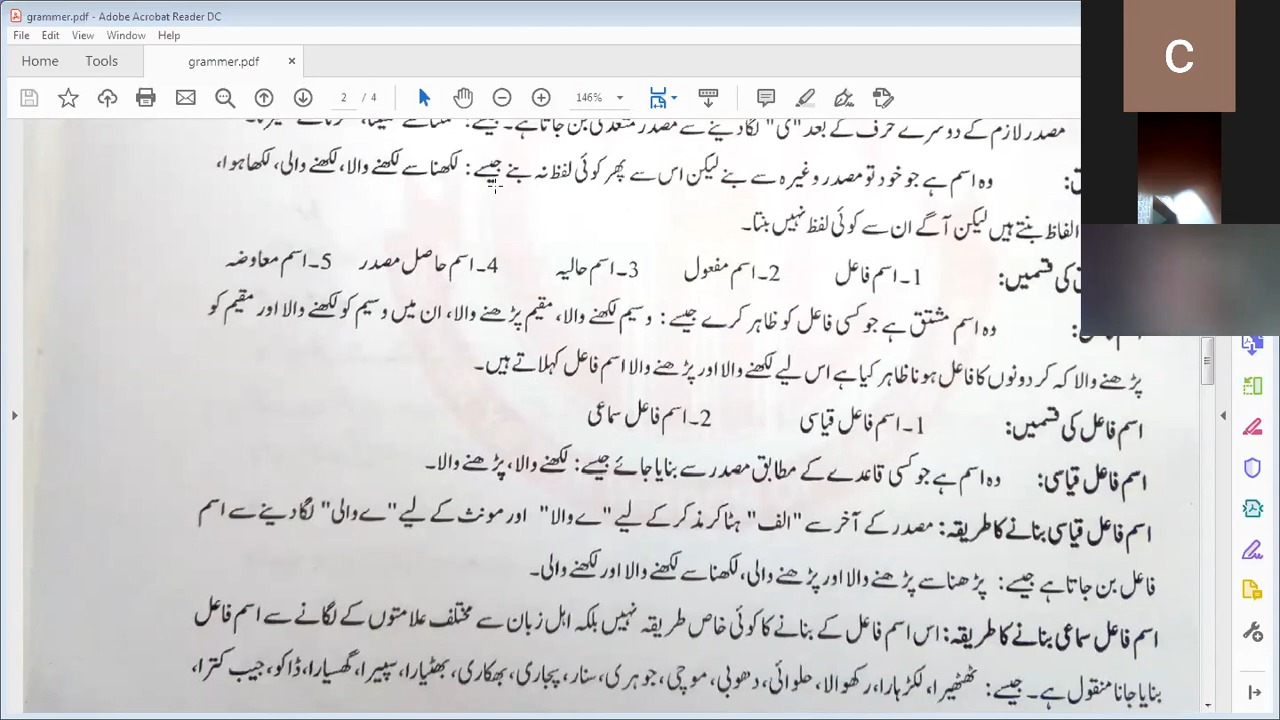 grammer.pdf - Adobe Acrobat Reader DC
File Edit View Window Help
Home Tools grammer.pdf ×
2 / 4 146%
C
مصدر لازم کے دوسرے حرف کے بعد "ی" لگا دینے سے مصدر متعدی بن جاتا ہے۔ جیسے:
وہ اسم ہے جو خود تو مصدر وغیرہ سے بنے لیکن اس سے پھر کوئی لفظ نہ بنے جیسے: لکھنا سے لکھنے والا، لکھنے والی، لکھا ہوا،
الفاظ بنتے ہیں لیکن آگے ان سے کوئی لفظ نہیں بنتا۔
کی قسمیں: 1۔ اسم فاعل 2۔ اسم مفعول 3۔ اسم حالیہ 4۔ اسم حاصل مصدر 5۔ اسم معاوضہ
وہ اسم مشتق ہے جو کسی فاعل کو ظاہر کرے جیسے: وسیم لکھنے والا، مقیم پڑھنے والا، ان میں وسیم کو لکھنے والا اور مقیم کو
پڑھنے والا کہہ کر دونوں کا فاعل ہونا ظاہر کیا ہے اس لیے لکھنے والا اور پڑھنے والا اسم فاعل کہلاتے ہیں۔
اسم فاعل کی قسمیں: 1۔ اسم فاعل قیاسی 2۔ اسم فاعل سماعی
اسم فاعل قیاسی: وہ اسم ہے جو کسی قاعدے کے مطابق مصدر سے بنایا جائے جیسے: لکھنے والا، پڑھنے والا۔
اسم فاعل قیاسی بنانے کا طریقہ: مصدر کے آخر سے "الف" ہٹا کر مذکر کے لیے "ے والا" اور مونث کے لیے "ے والی" لگا دینے سے اسم
فاعل بن جاتا ہے جیسے: پڑھنا سے پڑھنے والا اور پڑھنے والی، لکھنا سے لکھنے والا اور لکھنے والی۔
اسم فاعل سماعی بنانے کا طریقہ: اس اسم فاعل کے بنانے کا کوئی خاص طریقہ نہیں بلکہ اہل زبان سے مختلف علامتوں کے لگانے سے اسم فاعل
بنایا جانا منقول ہے۔ جیسے: ٹھٹھیرا، لکڑہارا، رکھوالا، حلوائی، دھوبی، موچی، جوہری، سنار، پجاری، بھکاری، بھٹیارا، سپیرا، گھسیارا، ڈاکو، جیب کترا،